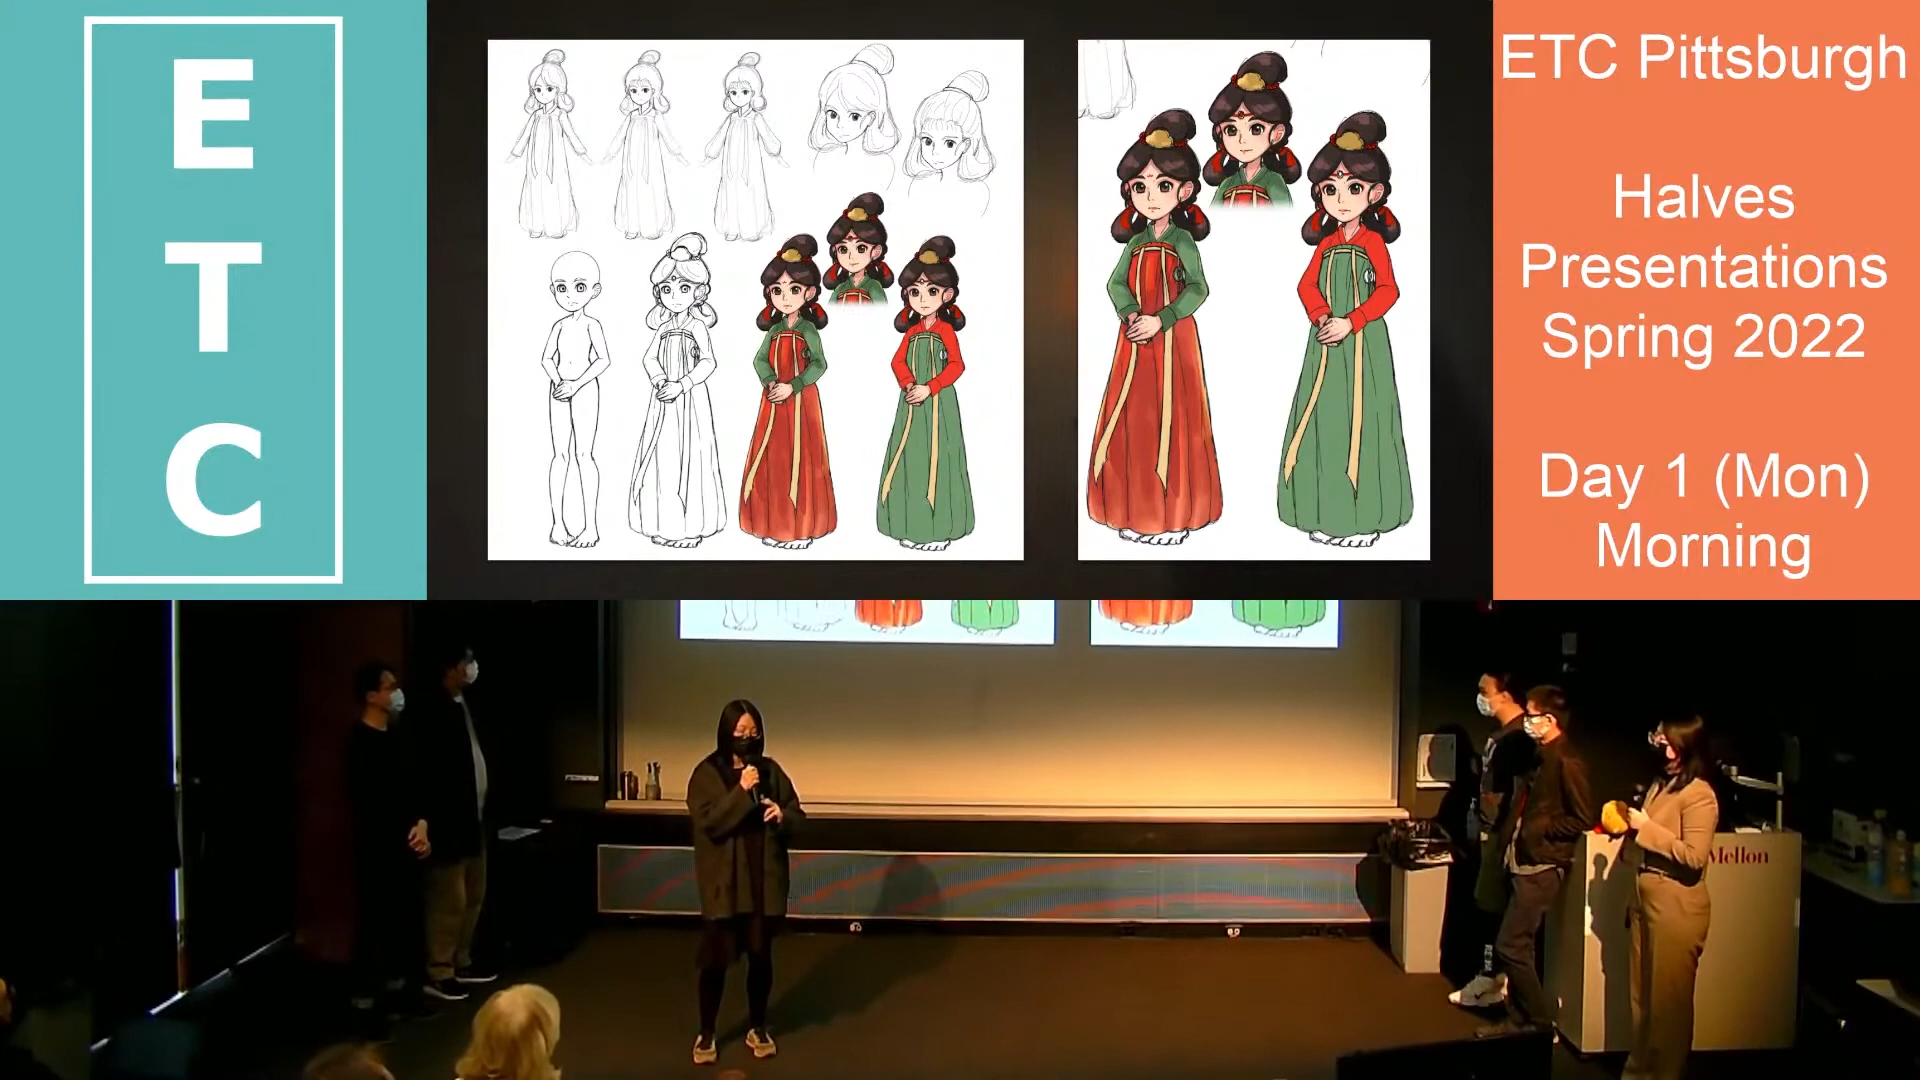 E
T
C
ETC Pittsburgh
Halves
Presentations
Spring 2022
Day 1 (Mon)
Morning
Mellon